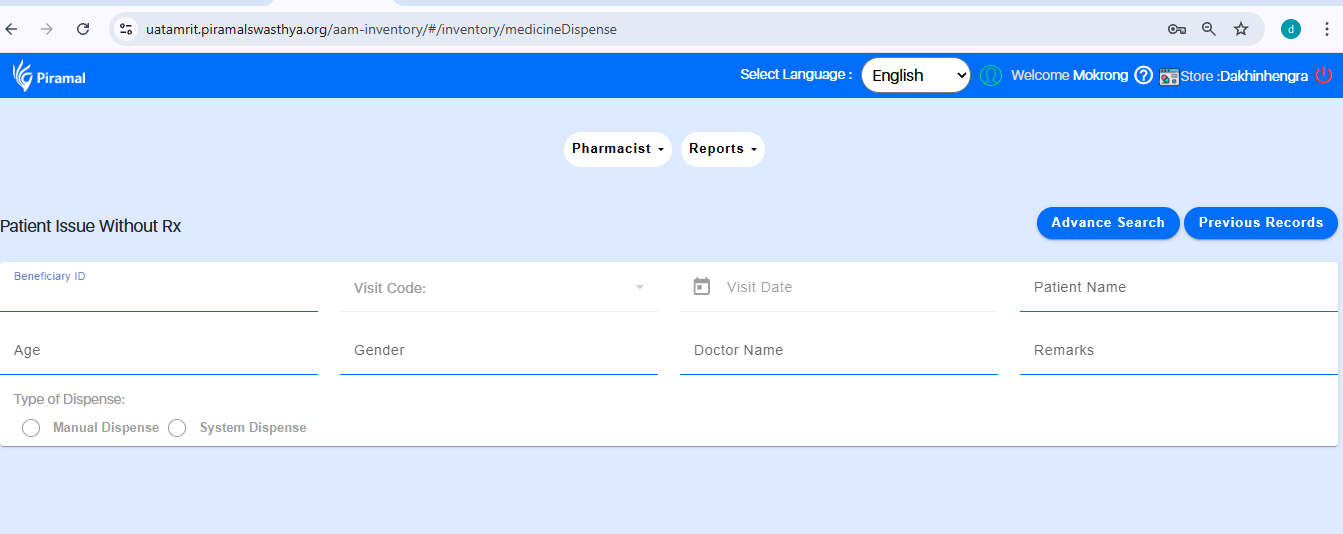 uatamrit.piramalswasthya.org/aam-inventory/#/inventory/medicineDispense
d
Piramal
Select Language :
English
Welcome Mokrong
?
Store :Dakhinhengra
Pharmacist
Reports
Patient Issue Without Rx
Advance Search
Previous Records
Beneficiary ID
Visit Code:
Visit Date
Patient Name
Age
Gender
Doctor Name
Remarks
Type of Dispense:
Manual Dispense
System Dispense